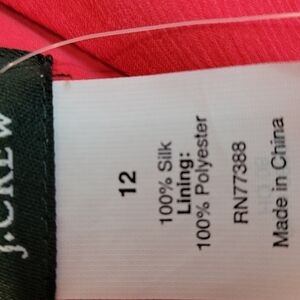 J.CREW
12
100% Silk
Lining:
100% Polyester
RN77388
Made in China